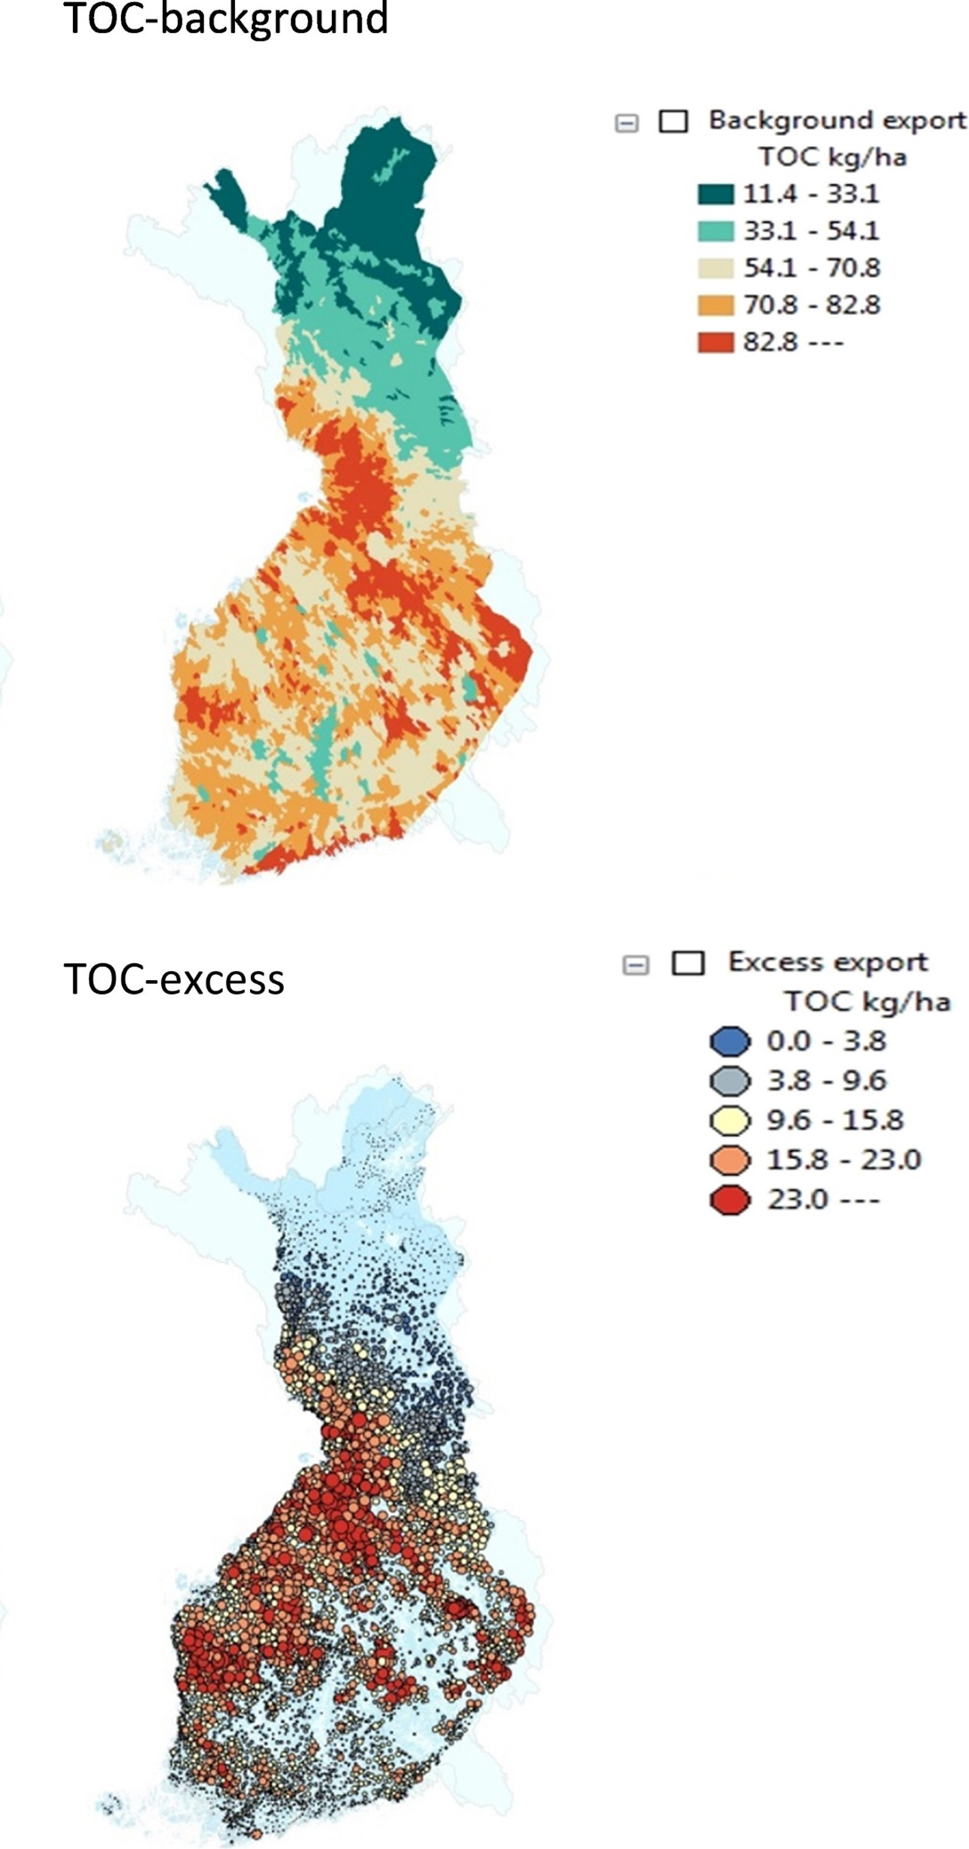 TOC-background
Background export
TOC kg/ha
11.4 - 33.1
33.1 - 54.1
54.1 - 70.8
70.8 - 82.8
82.8 ---
TOC-excess
Excess export
TOC kg/ha
0.0 - 3.8
3.8 - 9.6
9.6 - 15.8
15.8 - 23.0
23.0 ---